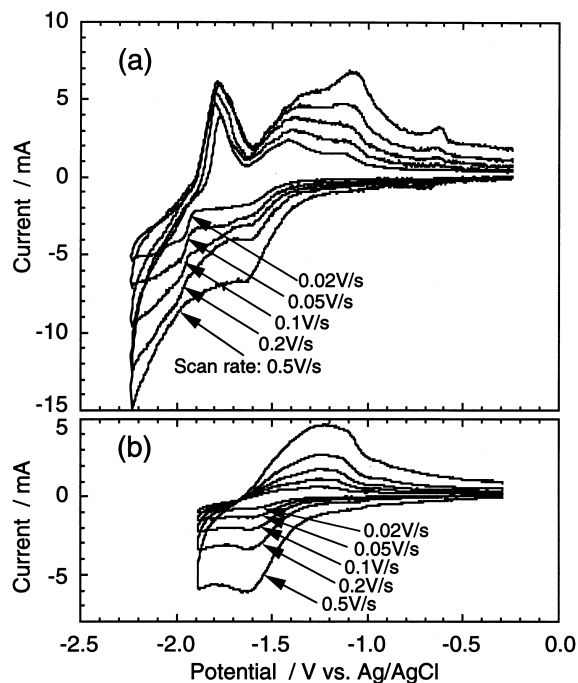 10
(a)
5
0
-5
-10
-15
Current / mA
0.02V/s
0.05V/s
0.1V/s
0.2V/s
Scan rate: 0.5V/s
5
(b)
0
-5
Current / mA
0.02V/s
0.05V/s
0.1V/s
0.2V/s
0.5V/s
-2.5 -2.0 -1.5 -1.0 -0.5 0.0
Potential / V vs. Ag/AgCl